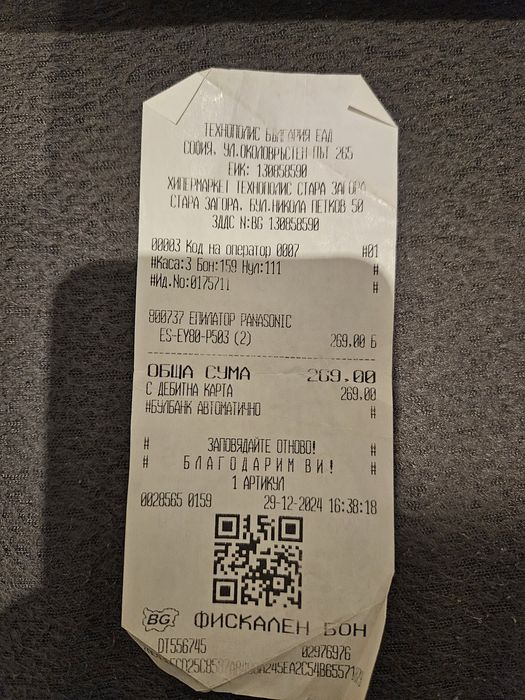 ТЕХНОПОЛИС БЪЛГАРИЯ ЕАД
СОФИЯ, УЛ.ОКОЛОВРЪСТЕН ПЪТ 265
ЕИК: 130858590
ХИПЕРМАРКЕТ ТЕХНОПОЛИС СТАРА ЗАГОРА
СТАРА ЗАГОРА, БУЛ.НИКОЛА ПЕТКОВ 50
ЗДДС N:BG 130858590
00003 Код на оператор 0007 #01
#Каса:3 Бон:159 Нул:111 #
#Ид.No:0175711 #
800737 ЕПИЛАТОР PANASONIC
ES-EY80-P503 (2) 269.00 Б
ОБЩА СУМА 269.00
С ДЕБИТНА КАРТА 269.00
#БУЛБАНК АВТОМАТИЧНО #
# ЗАПОВЯДАЙТЕ ОТНОВО! #
# БЛАГОДАРИМ ВИ! #
1 АРТИКУЛ
0028565 0159 29-12-2024 16:38:18
BG ФИСКАЛЕН БОН
DT556745 02976976